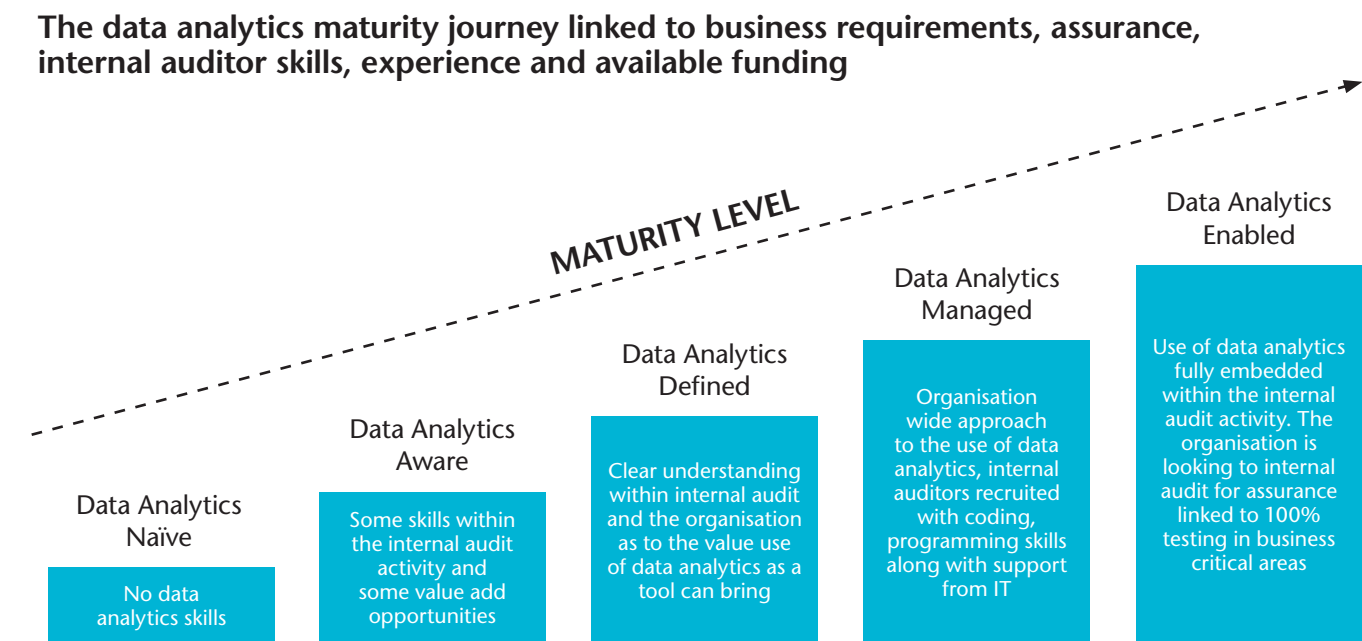 The data analytics maturity journey linked to business requirements, assurance,
internal auditor skills, experience and available funding
MATURITY LEVEL
Data Analytics
Naïve
No data
analytics skills
Data Analytics
Aware
Some skills within
the internal audit
activity and
some value add
opportunities
Data Analytics
Defined
Clear understanding
within internal audit
and the organisation
as to the value use
of data analytics as a
tool can bring
Data Analytics
Managed
Organisation
wide approach
to the use of data
analytics, internal
auditors recruited
with coding,
programming skills
along with support
from IT
Data Analytics
Enabled
Use of data analytics
fully embedded
within the internal
audit activity. The
organisation is
looking to internal
audit for assurance
linked to 100%
testing in business
critical areas